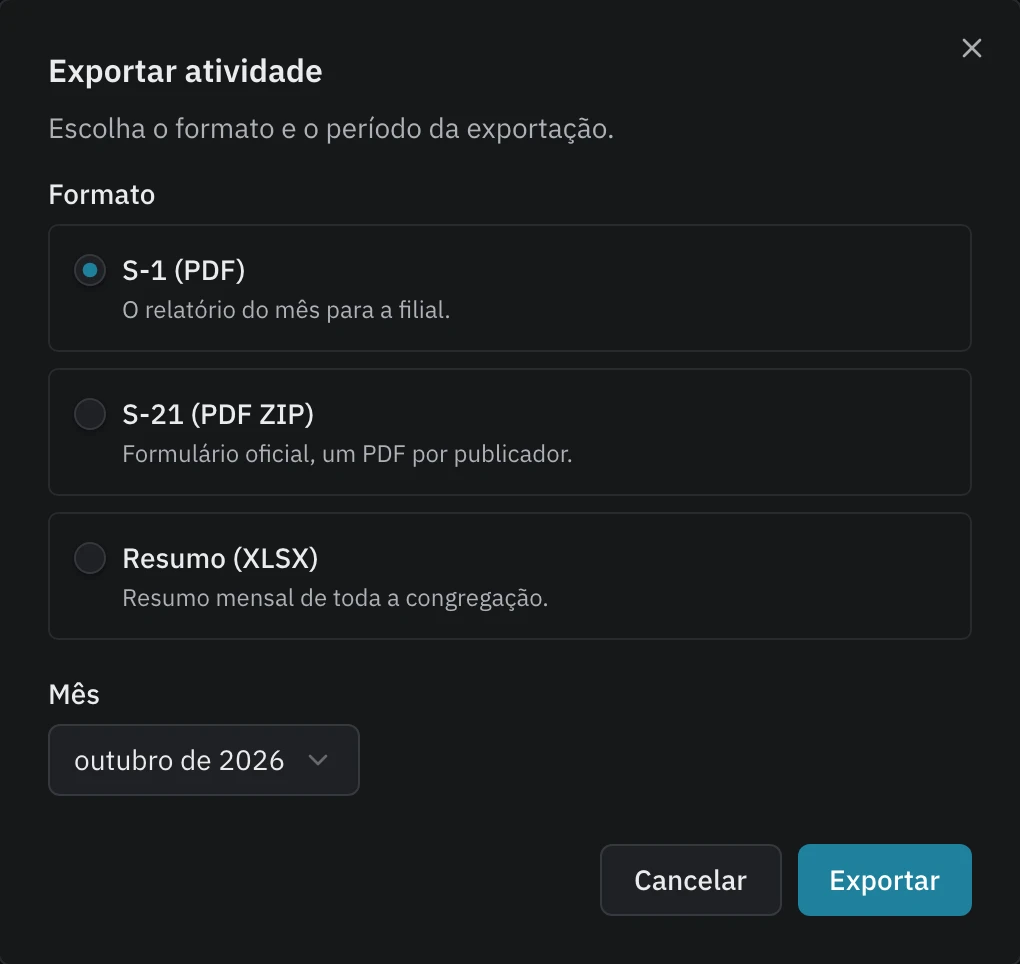 Exportar atividade
Escolha o formato e o período da exportação.
Formato
S-1 (PDF)
O relatório do mês para a filial.
S-21 (PDF ZIP)
Formulário oficial, um PDF por publicador.
Resumo (XLSX)
Resumo mensal de toda a congregação.
Mês
outubro de 2026
Cancelar
Exportar